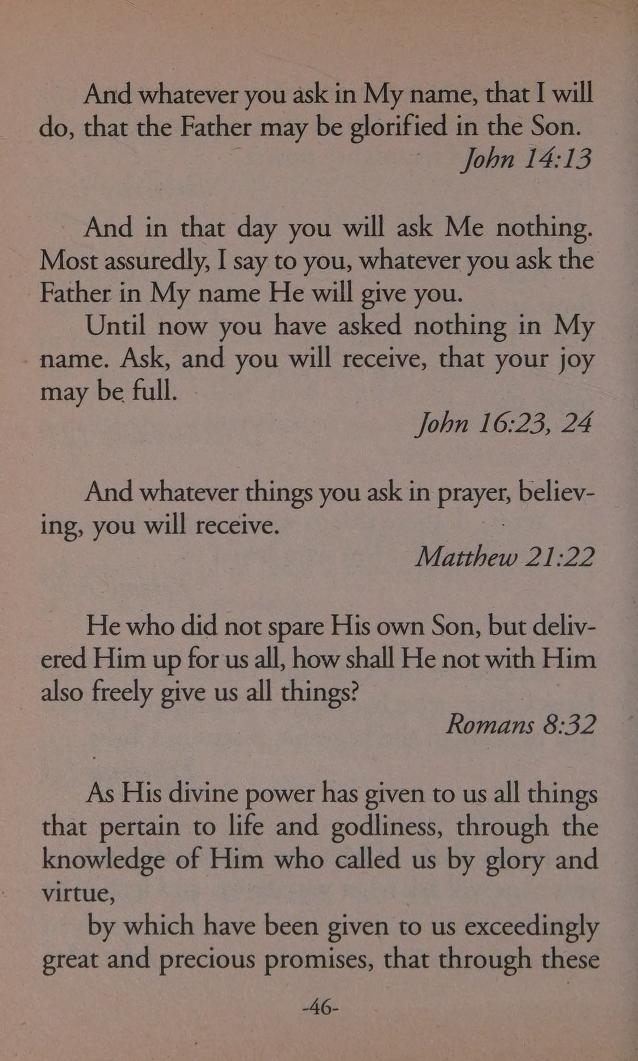 And whatever you ask in My name, that I will
do, that the Father may be glorified in the Son.
John 14:13
And in that day you will ask Me nothing.
Most assuredly, I say to you, whatever you ask the
Father in My name He will give you.
Until now you have asked nothing in My
name. Ask, and you will receive, that your joy
may be full.
John 16:23, 24
And whatever things you ask in prayer, believ-
ing, you will receive.
Matthew 21:22
He who did not spare His own Son, but deliv-
ered Him up for us all, how shall He not with Him
also freely give us all things?
Romans 8:32
As His divine power has given to us all things
that pertain to life and godliness, through the
knowledge of Him who called us by glory and
virtue,
by which have been given to us exceedingly
great and precious promises, that through these
-46-